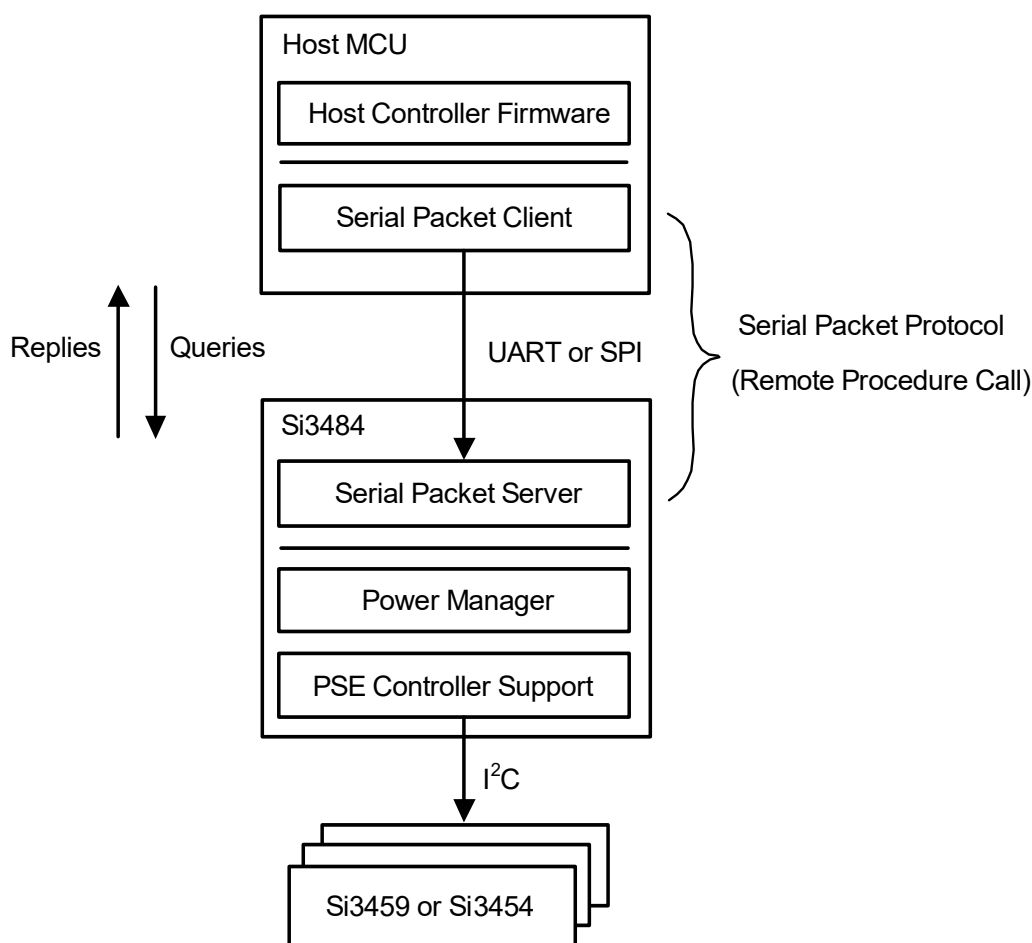 Host MCU
Host Controller Firmware
Serial Packet Client
Replies
Queries
UART or SPI
Serial Packet Protocol
(Remote Procedure Call)
Si3484
Serial Packet Server
Power Manager
PSE Controller Support
I²C
Si3459 or Si3454